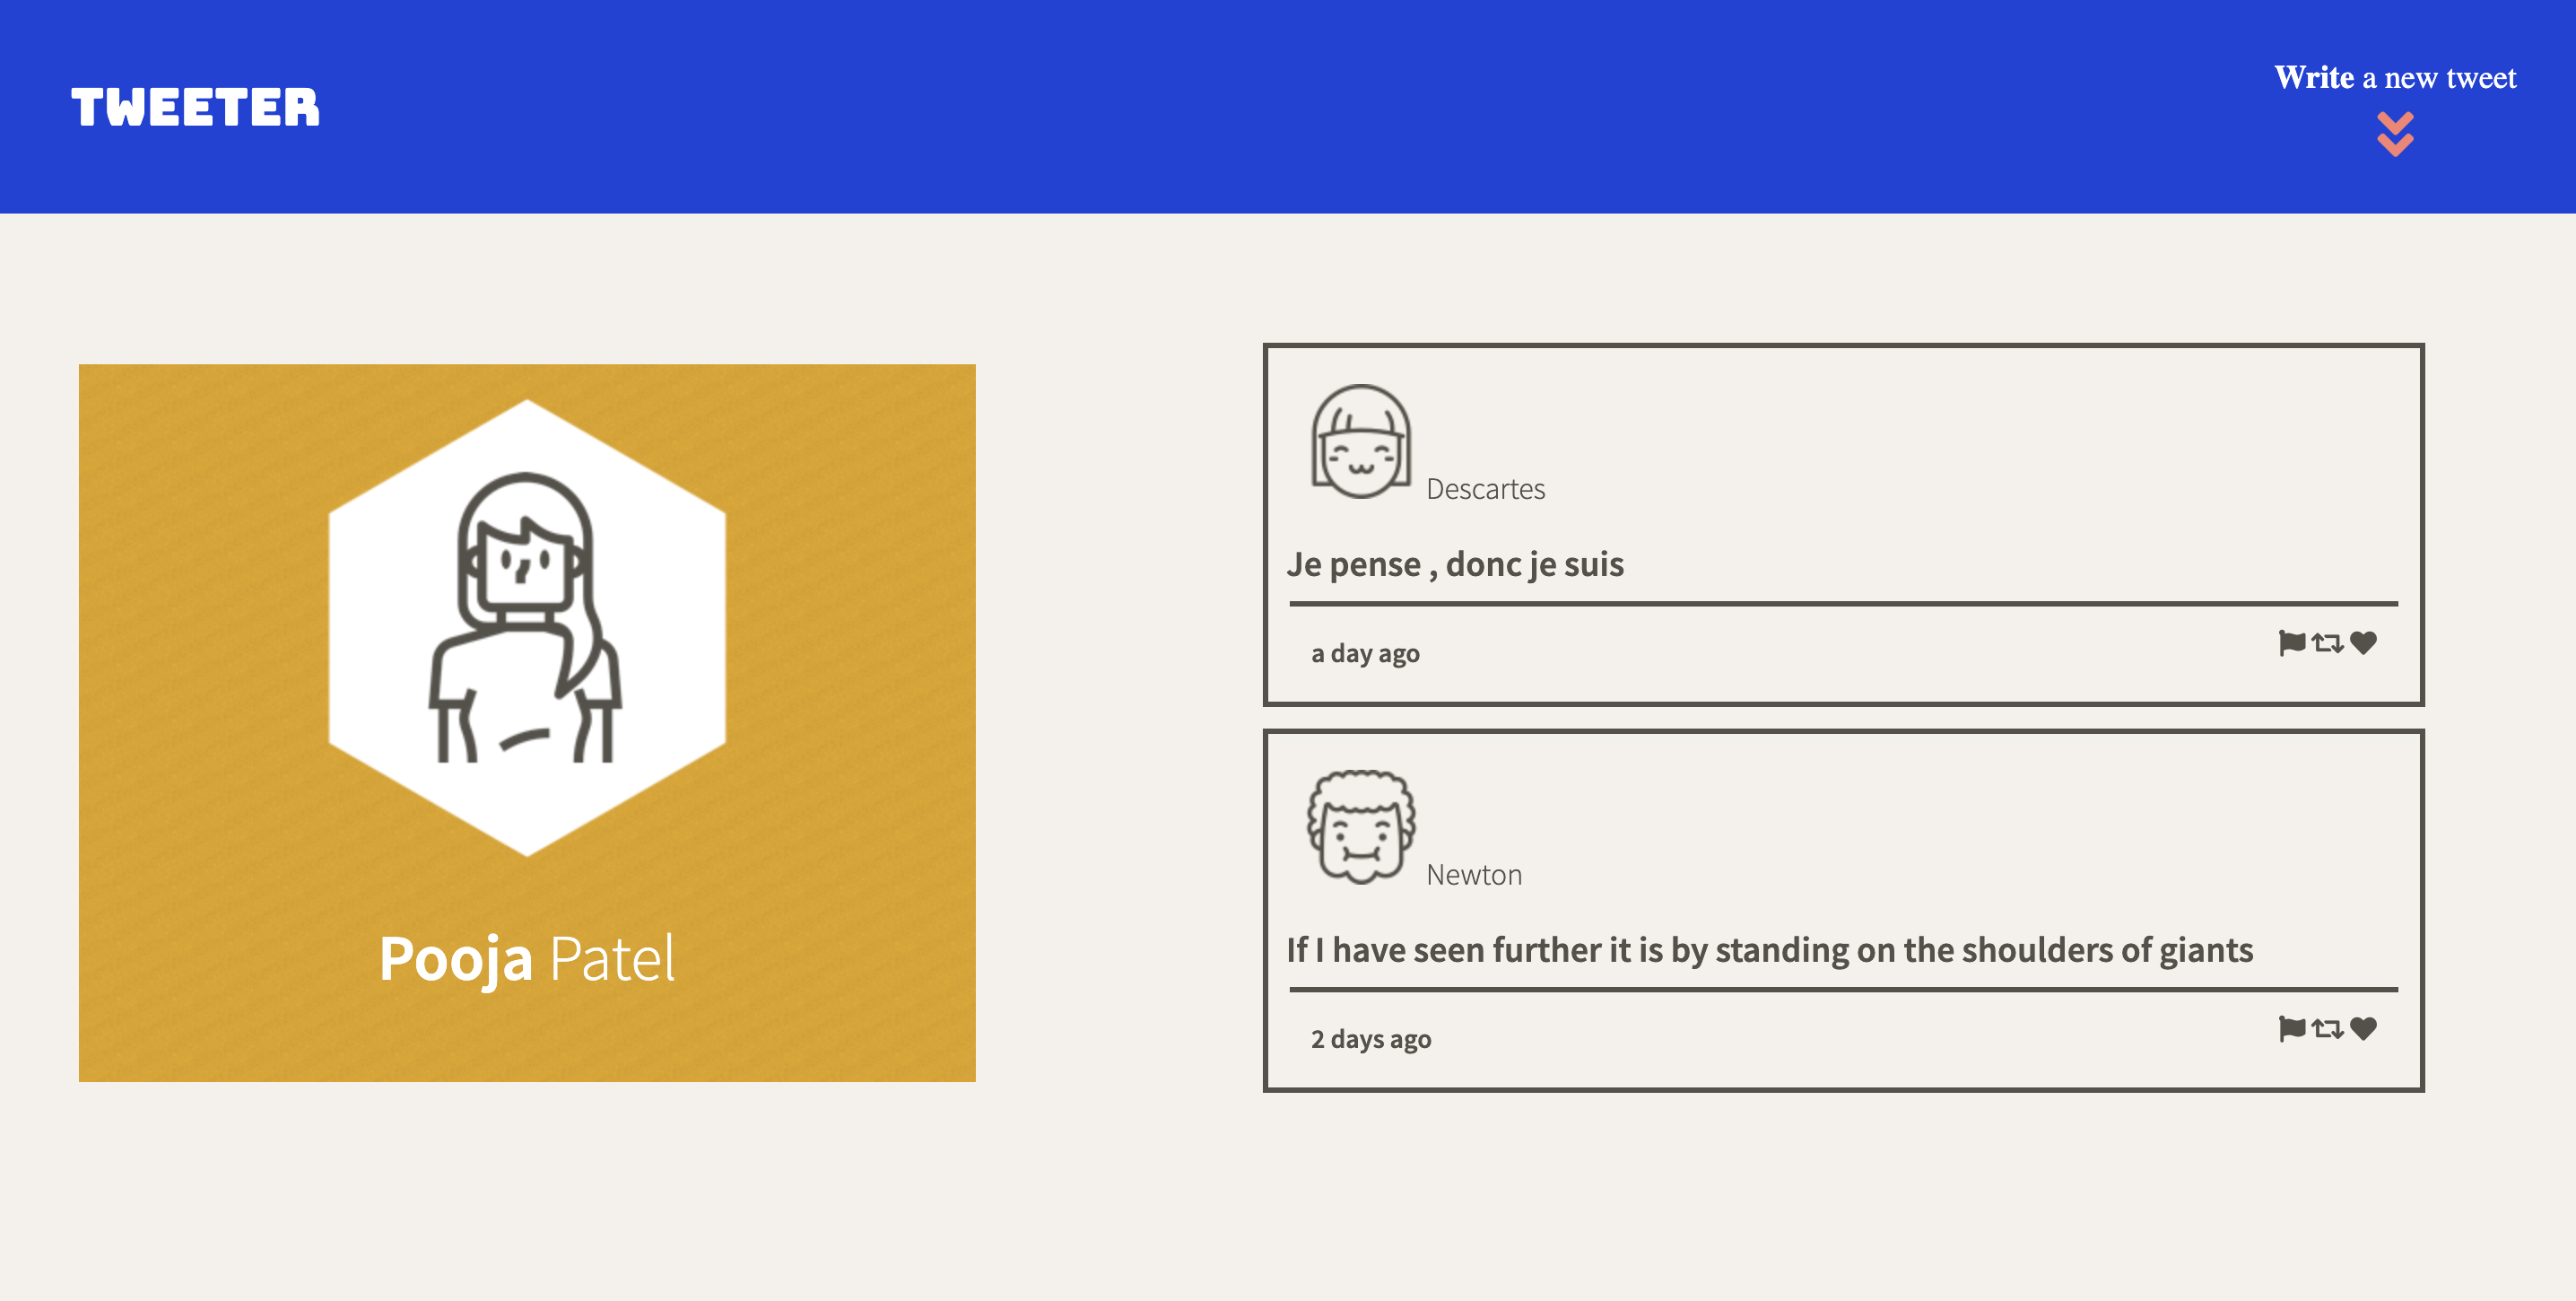 TWEETER
Write a new tweet
Pooja Patel
Descartes
Je pense , donc je suis
a day ago
Newton
If I have seen further it is by standing on the shoulders of giants
2 days ago